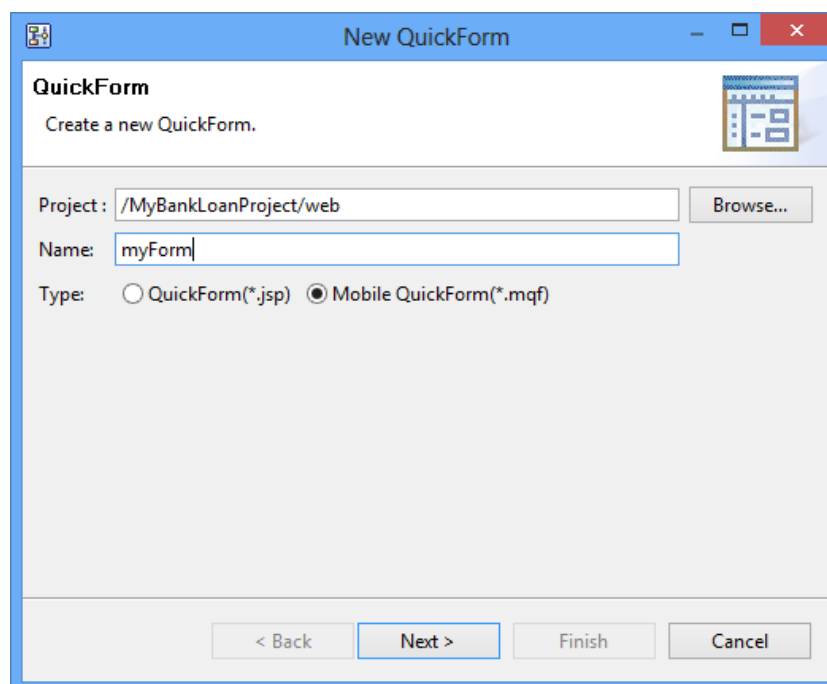 New QuickForm
QuickForm
Create a new QuickForm.
Project : /MyBankLoanProject/web Browse...
Name: myForm
Type: QuickForm(*.jsp) Mobile QuickForm(*.mqf)
< Back Next > Finish Cancel